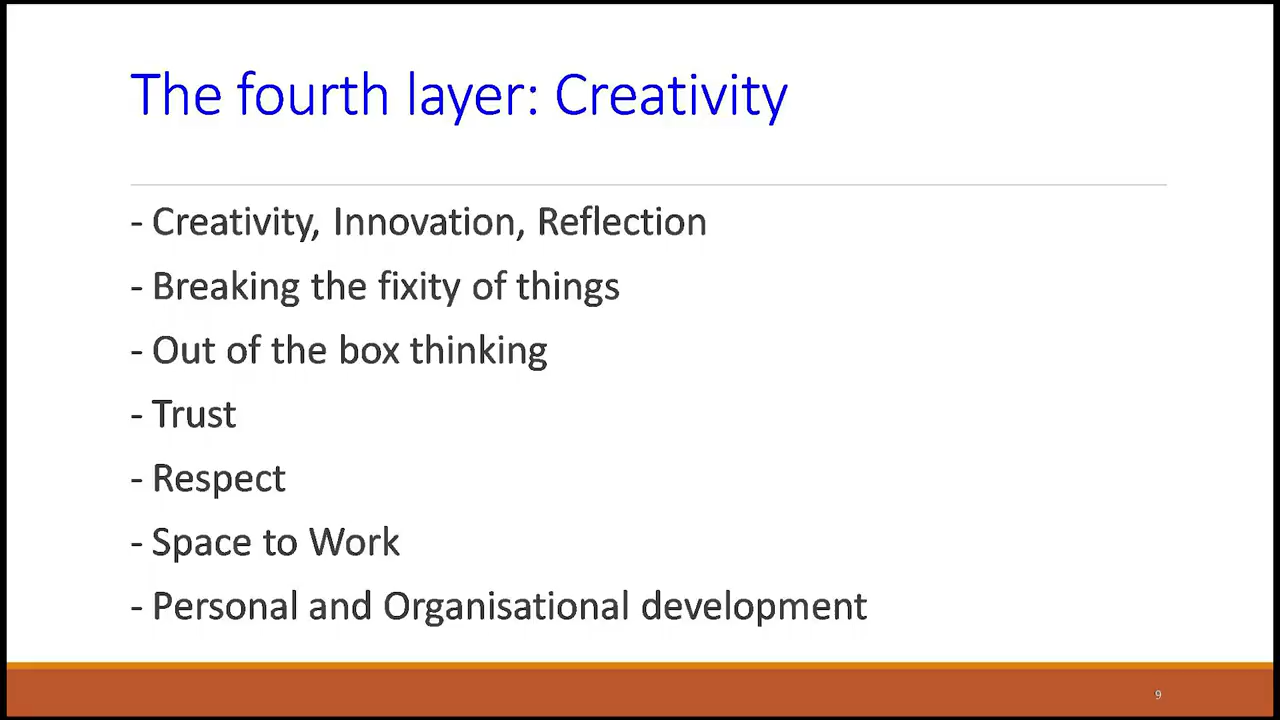 The fourth layer: Creativity
- Creativity, Innovation, Reflection
- Breaking the fixity of things
- Out of the box thinking
- Trust
- Respect
- Space to Work
- Personal and Organisational development
9